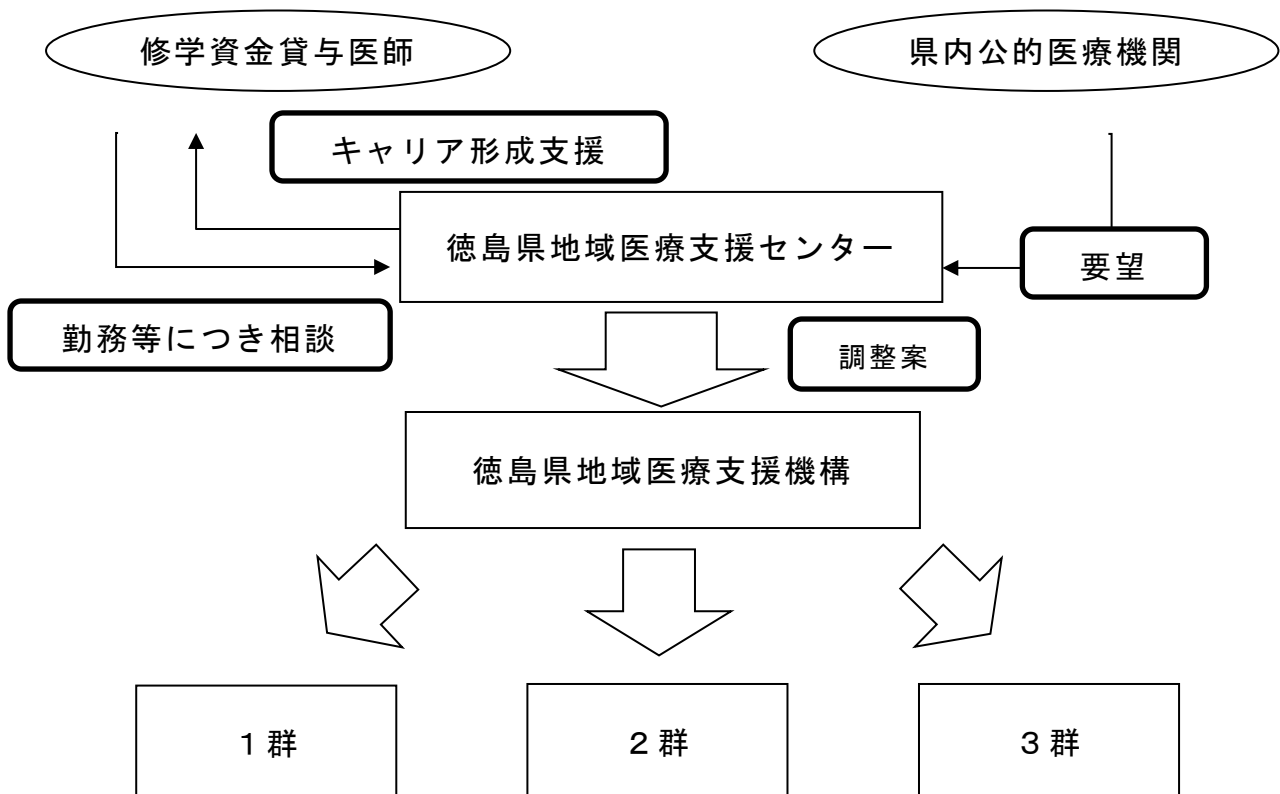 修学資金貸与医師
県内公的医療機関
キャリア形成支援
徳島県地域医療支援センター
要望
勤務等につき相談
調整案
徳島県地域医療支援機構
1群
2群
3群